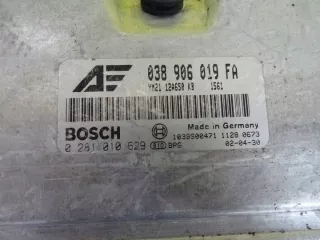 AF 038 906 019 FA
YM21 12A650 KB 1561
Made in Germany
BOSCH
1039S00471 1128 0673
0 281 010 629 BPS 02-04-30